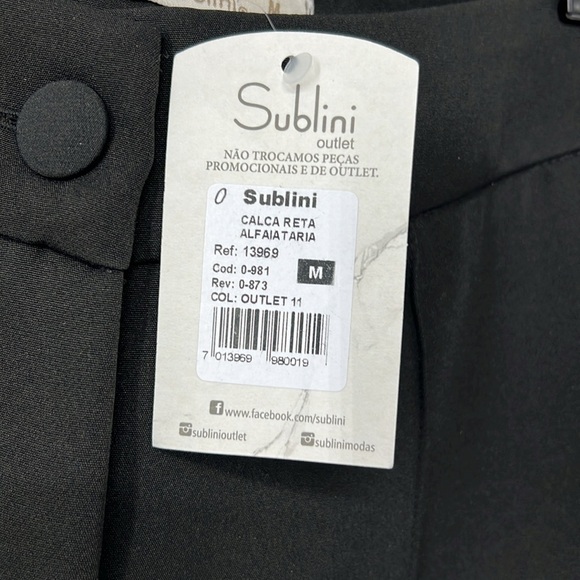 M
Sublini
outlet
NÃO TROCAMOS PEÇAS
PROMOCIONAIS E DE OUTLET.
0 Sublini
CALCA RETA
ALFAIATARIA
Ref: 13969
Cod: 0-981
M
Rev: 0-873
COL: OUTLET 11
7 013969 980019
www.facebook.com/sublini
sublinioutlet
sublinimodas